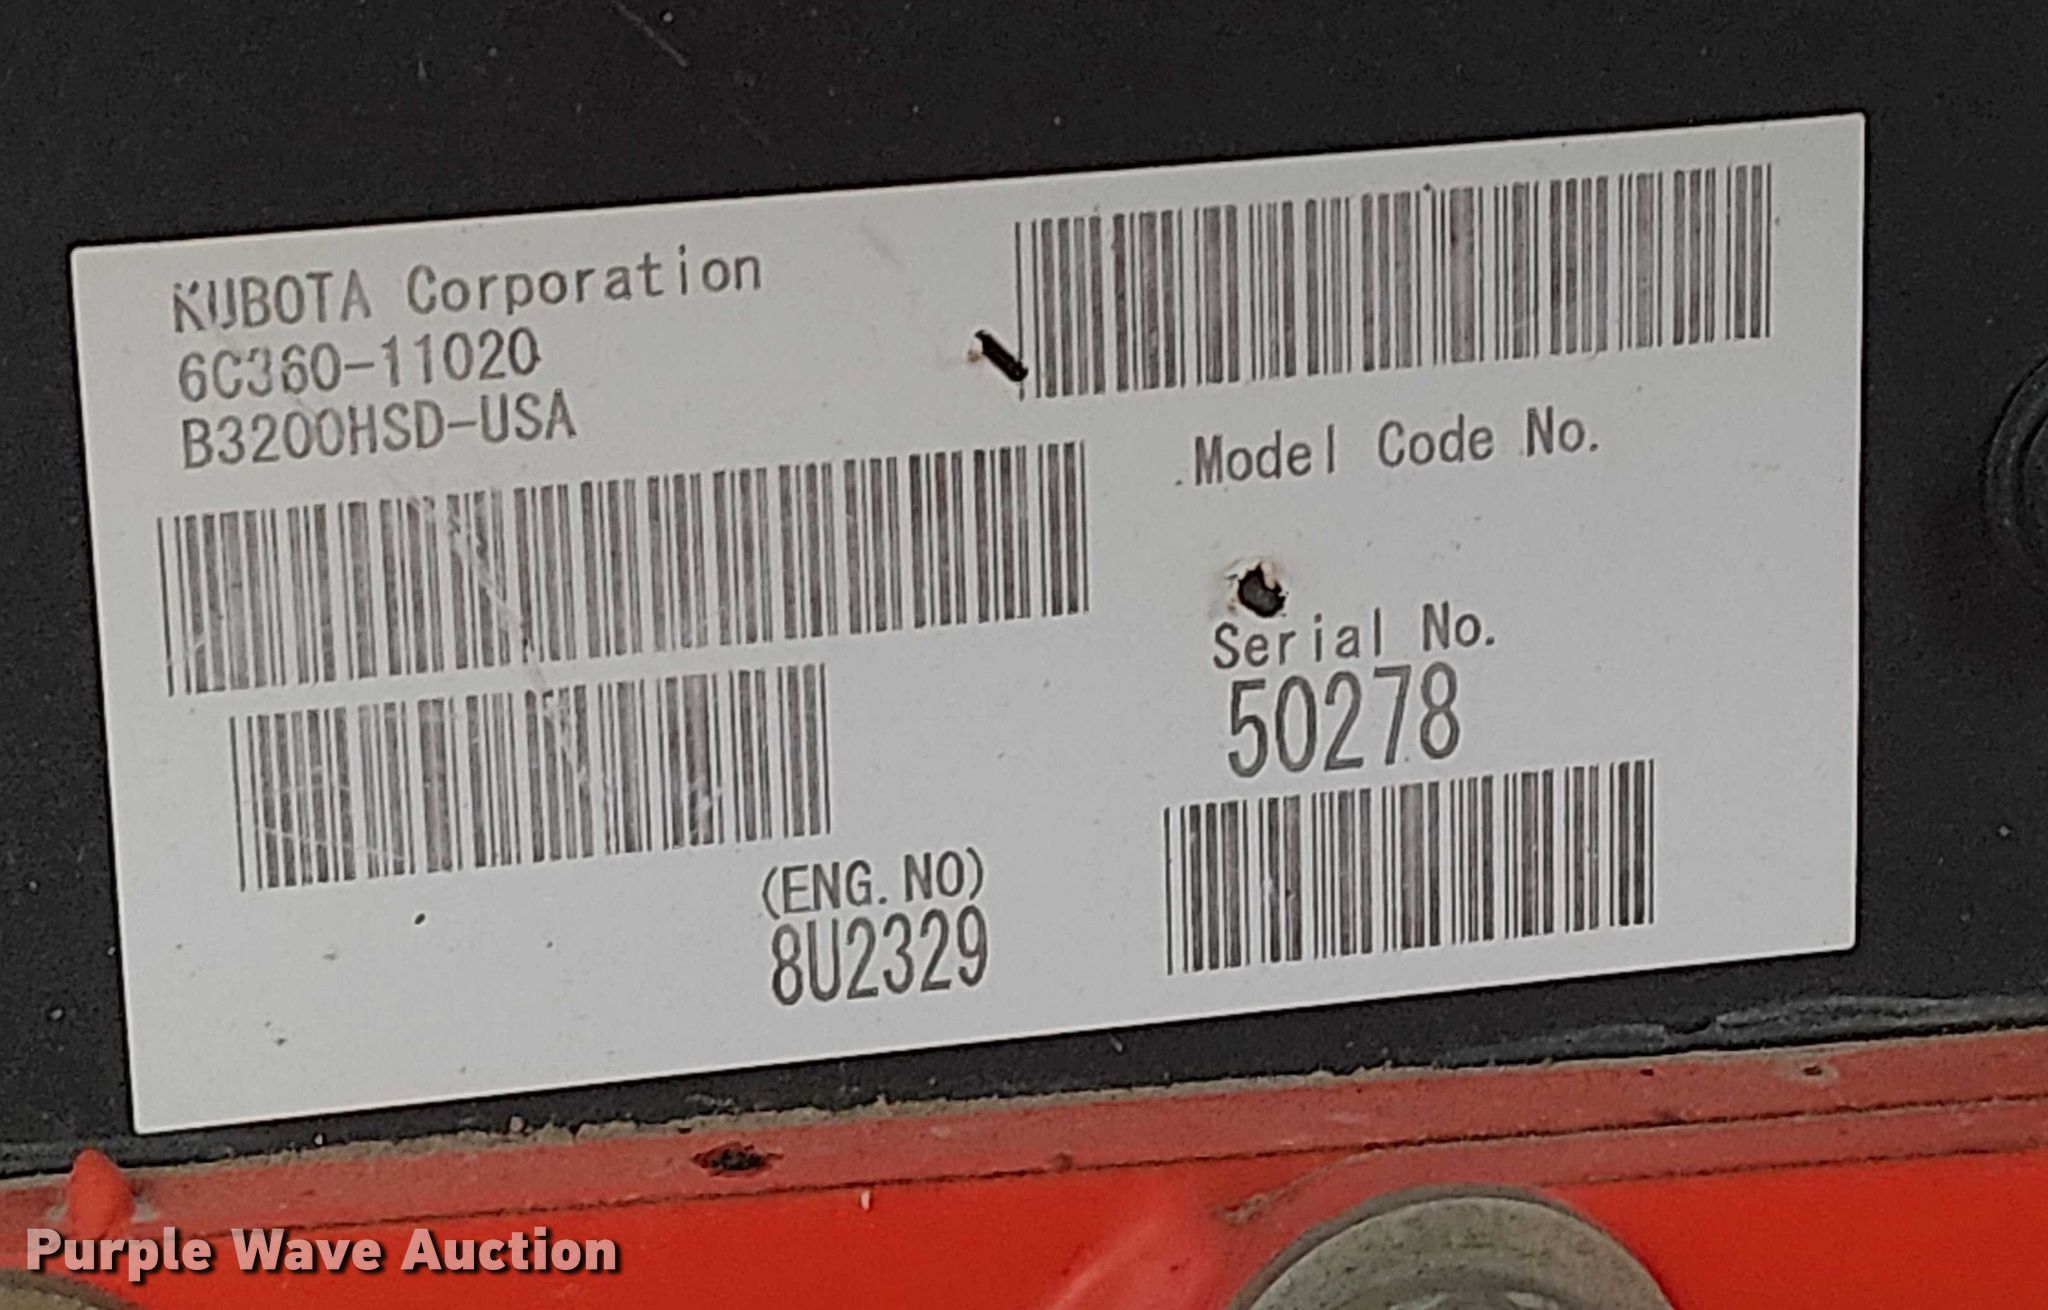 KUBOTA Corporation
6C360-11020
B3200HSD-USA
Model Code No.
Serial No.
50278
(ENG. NO)
8U2329
Purple Wave Auction